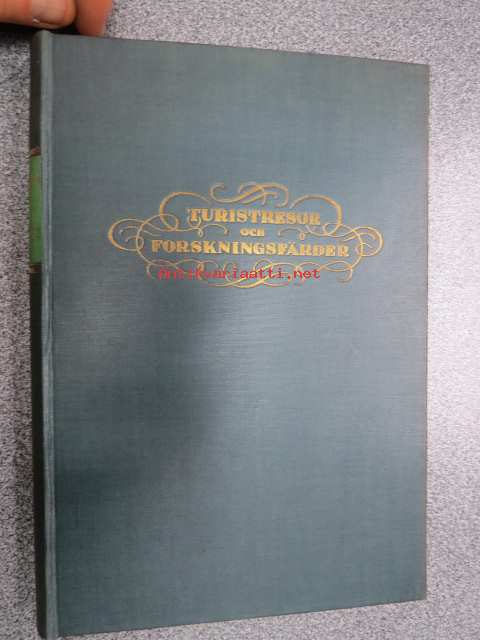 TURISTRESOR
OCH
FORSKNINGSFÄRDER
Antikvariaatti.net